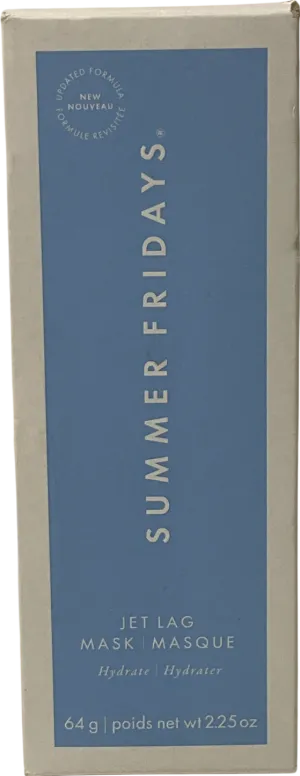 UPDATED FORMULA
NEW
NOUVEAU
FORMULE REVISITÉE
SUMMER FRIDAYS®
JET LAG
MASK | MASQUE
Hydrate | Hydrater
64 g | poids net wt 2.25 oz